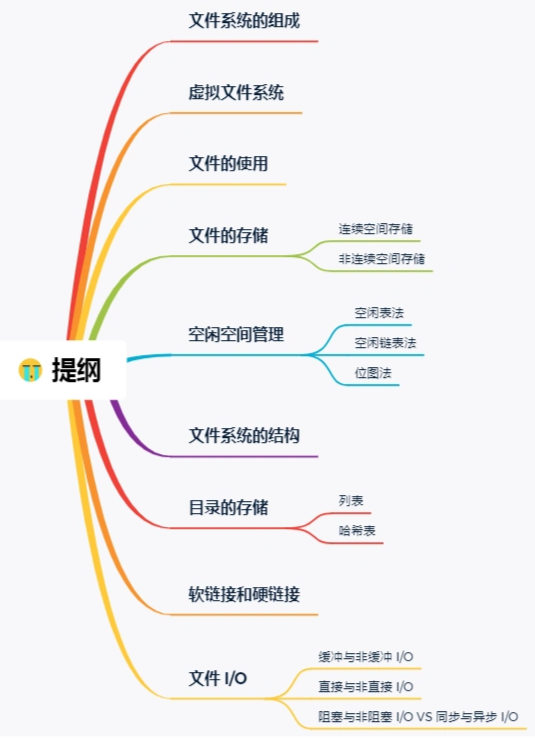 文件系统的组成
虚拟文件系统
文件的使用
文件的存储
连续空间存储
非连续空间存储
空闲空间管理
空闲表法
空闲链表法
位图法
提纲
文件系统的结构
目录的存储
列表
哈希表
软链接和硬链接
文件 I/O
缓冲与非缓冲 I/O
直接与非直接 I/O
阻塞与非阻塞 I/O VS 同步与异步 I/O